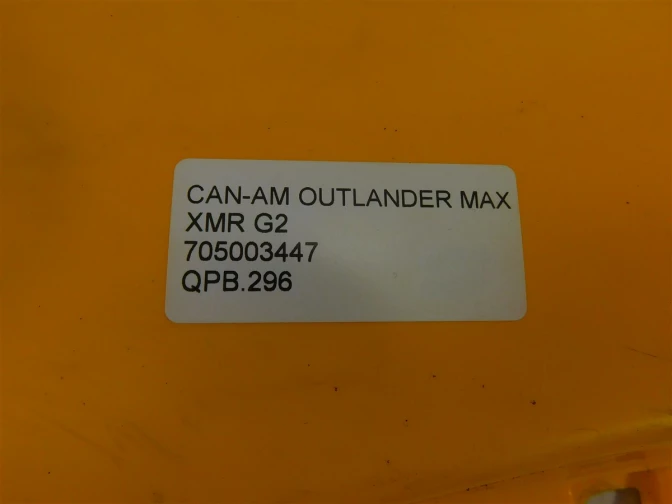 CAN-AM OUTLANDER MAX
XMR G2
705003447
QPB.296